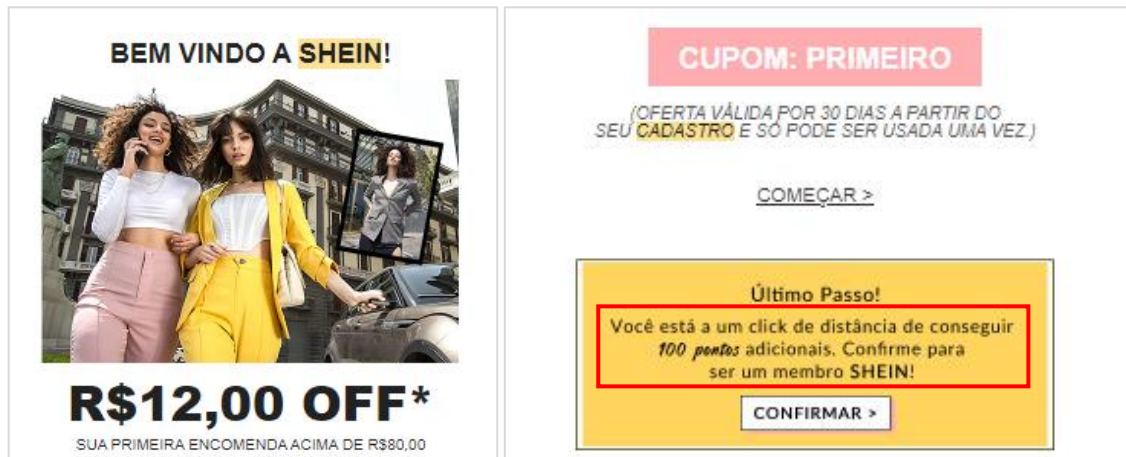 BEM VINDO A SHEIN!
R$12,00 OFF*
SUA PRIMEIRA ENCOMENDA ACIMA DE R$80,00
CUPOM: PRIMEIRO
(OFERTA VÁLIDA POR 30 DIAS A PARTIR DO
SEU CADASTRO E SÓ PODE SER USADA UMA VEZ.)
COMEÇAR >
Último Passo!
Você está a um click de distância de conseguir
100 pontos adicionais. Confirme para
ser um membro SHEIN!
CONFIRMAR >